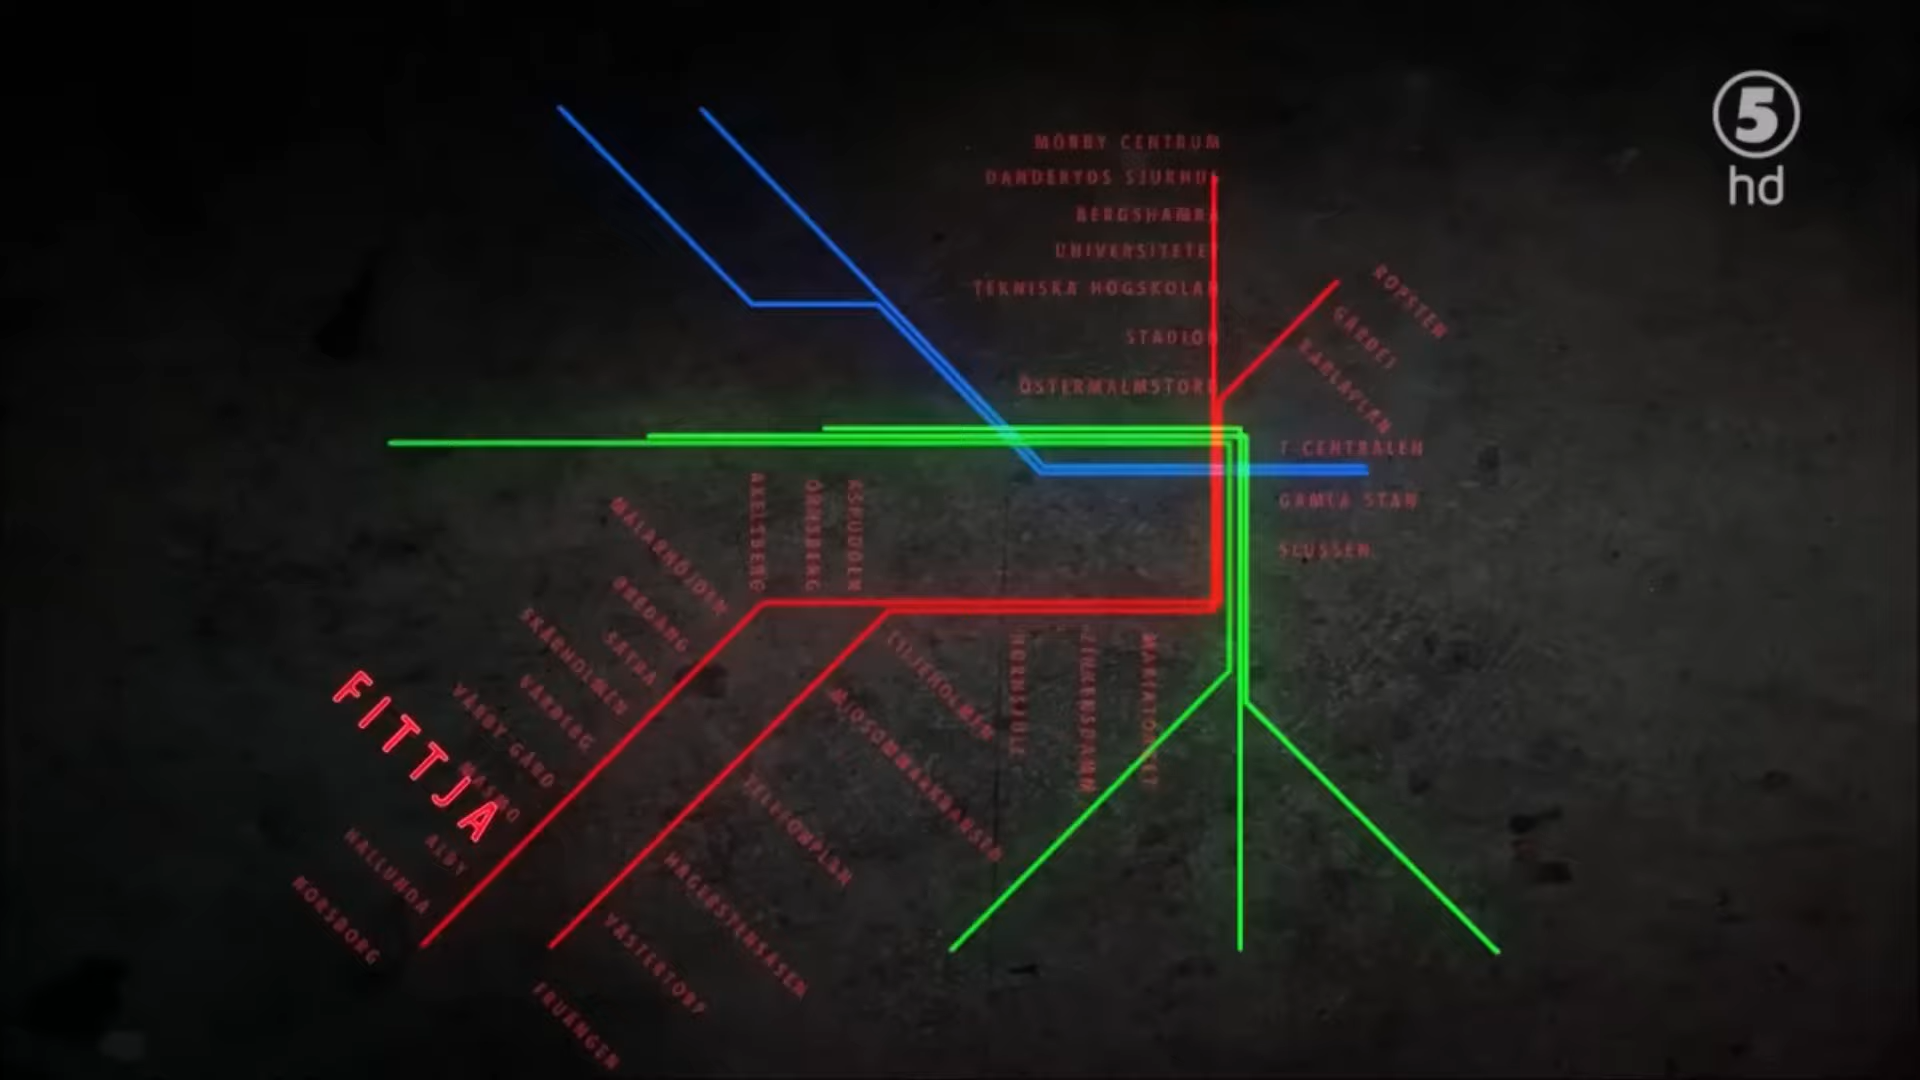 5
hd
MÖRBY CENTRUM
DANDERYDS SJUKHUS
BERGSHAMRA
UNIVERSITETET
TEKNISKA HÖGSKOLAN
STADION
ÖSTERMALMSTORG
ROPSTEN
GÄRDET
KARLAPLAN
T CENTRALEN
GAMLA STAN
SLUSSEN
MARIATORGET
ZINKENSDAMM
HORNSTULL
LILJEHOLMEN
MIDSOMMARKRANSEN
TELEFONPLAN
HÄGERSTENSÅSEN
VÄSTERTORP
FRUÄNGEN
ASPUDDEN
ÖRNSBERG
AXELSBERG
MÄLARHÖJDEN
BREDÄNG
SÄTRA
SKÄRHOLMEN
VÅRBERG
VÅRBY GÅRD
MASMO
FITTJA
ALBY
HALLUNDA
NORSBORG